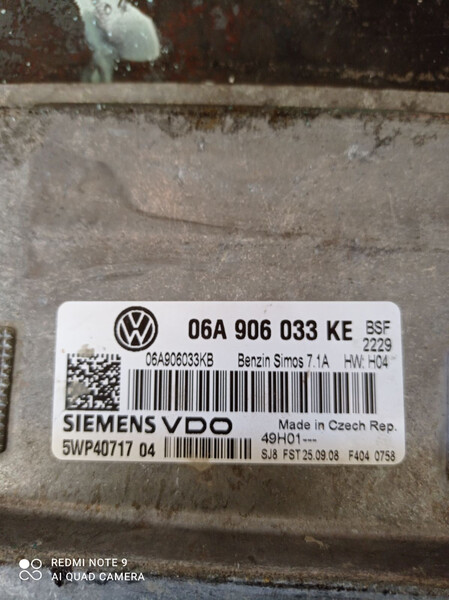 06A 906 033 KE BSF
2229
06A906033KB Benzin Simos 7.1A HW: H04
SIEMENS VDO Made in Czech Rep.
5WP40717 04 49H01---
SJ8 FST 25.09.08 F404 0758
REDMI NOTE 9
AI QUAD CAMERA